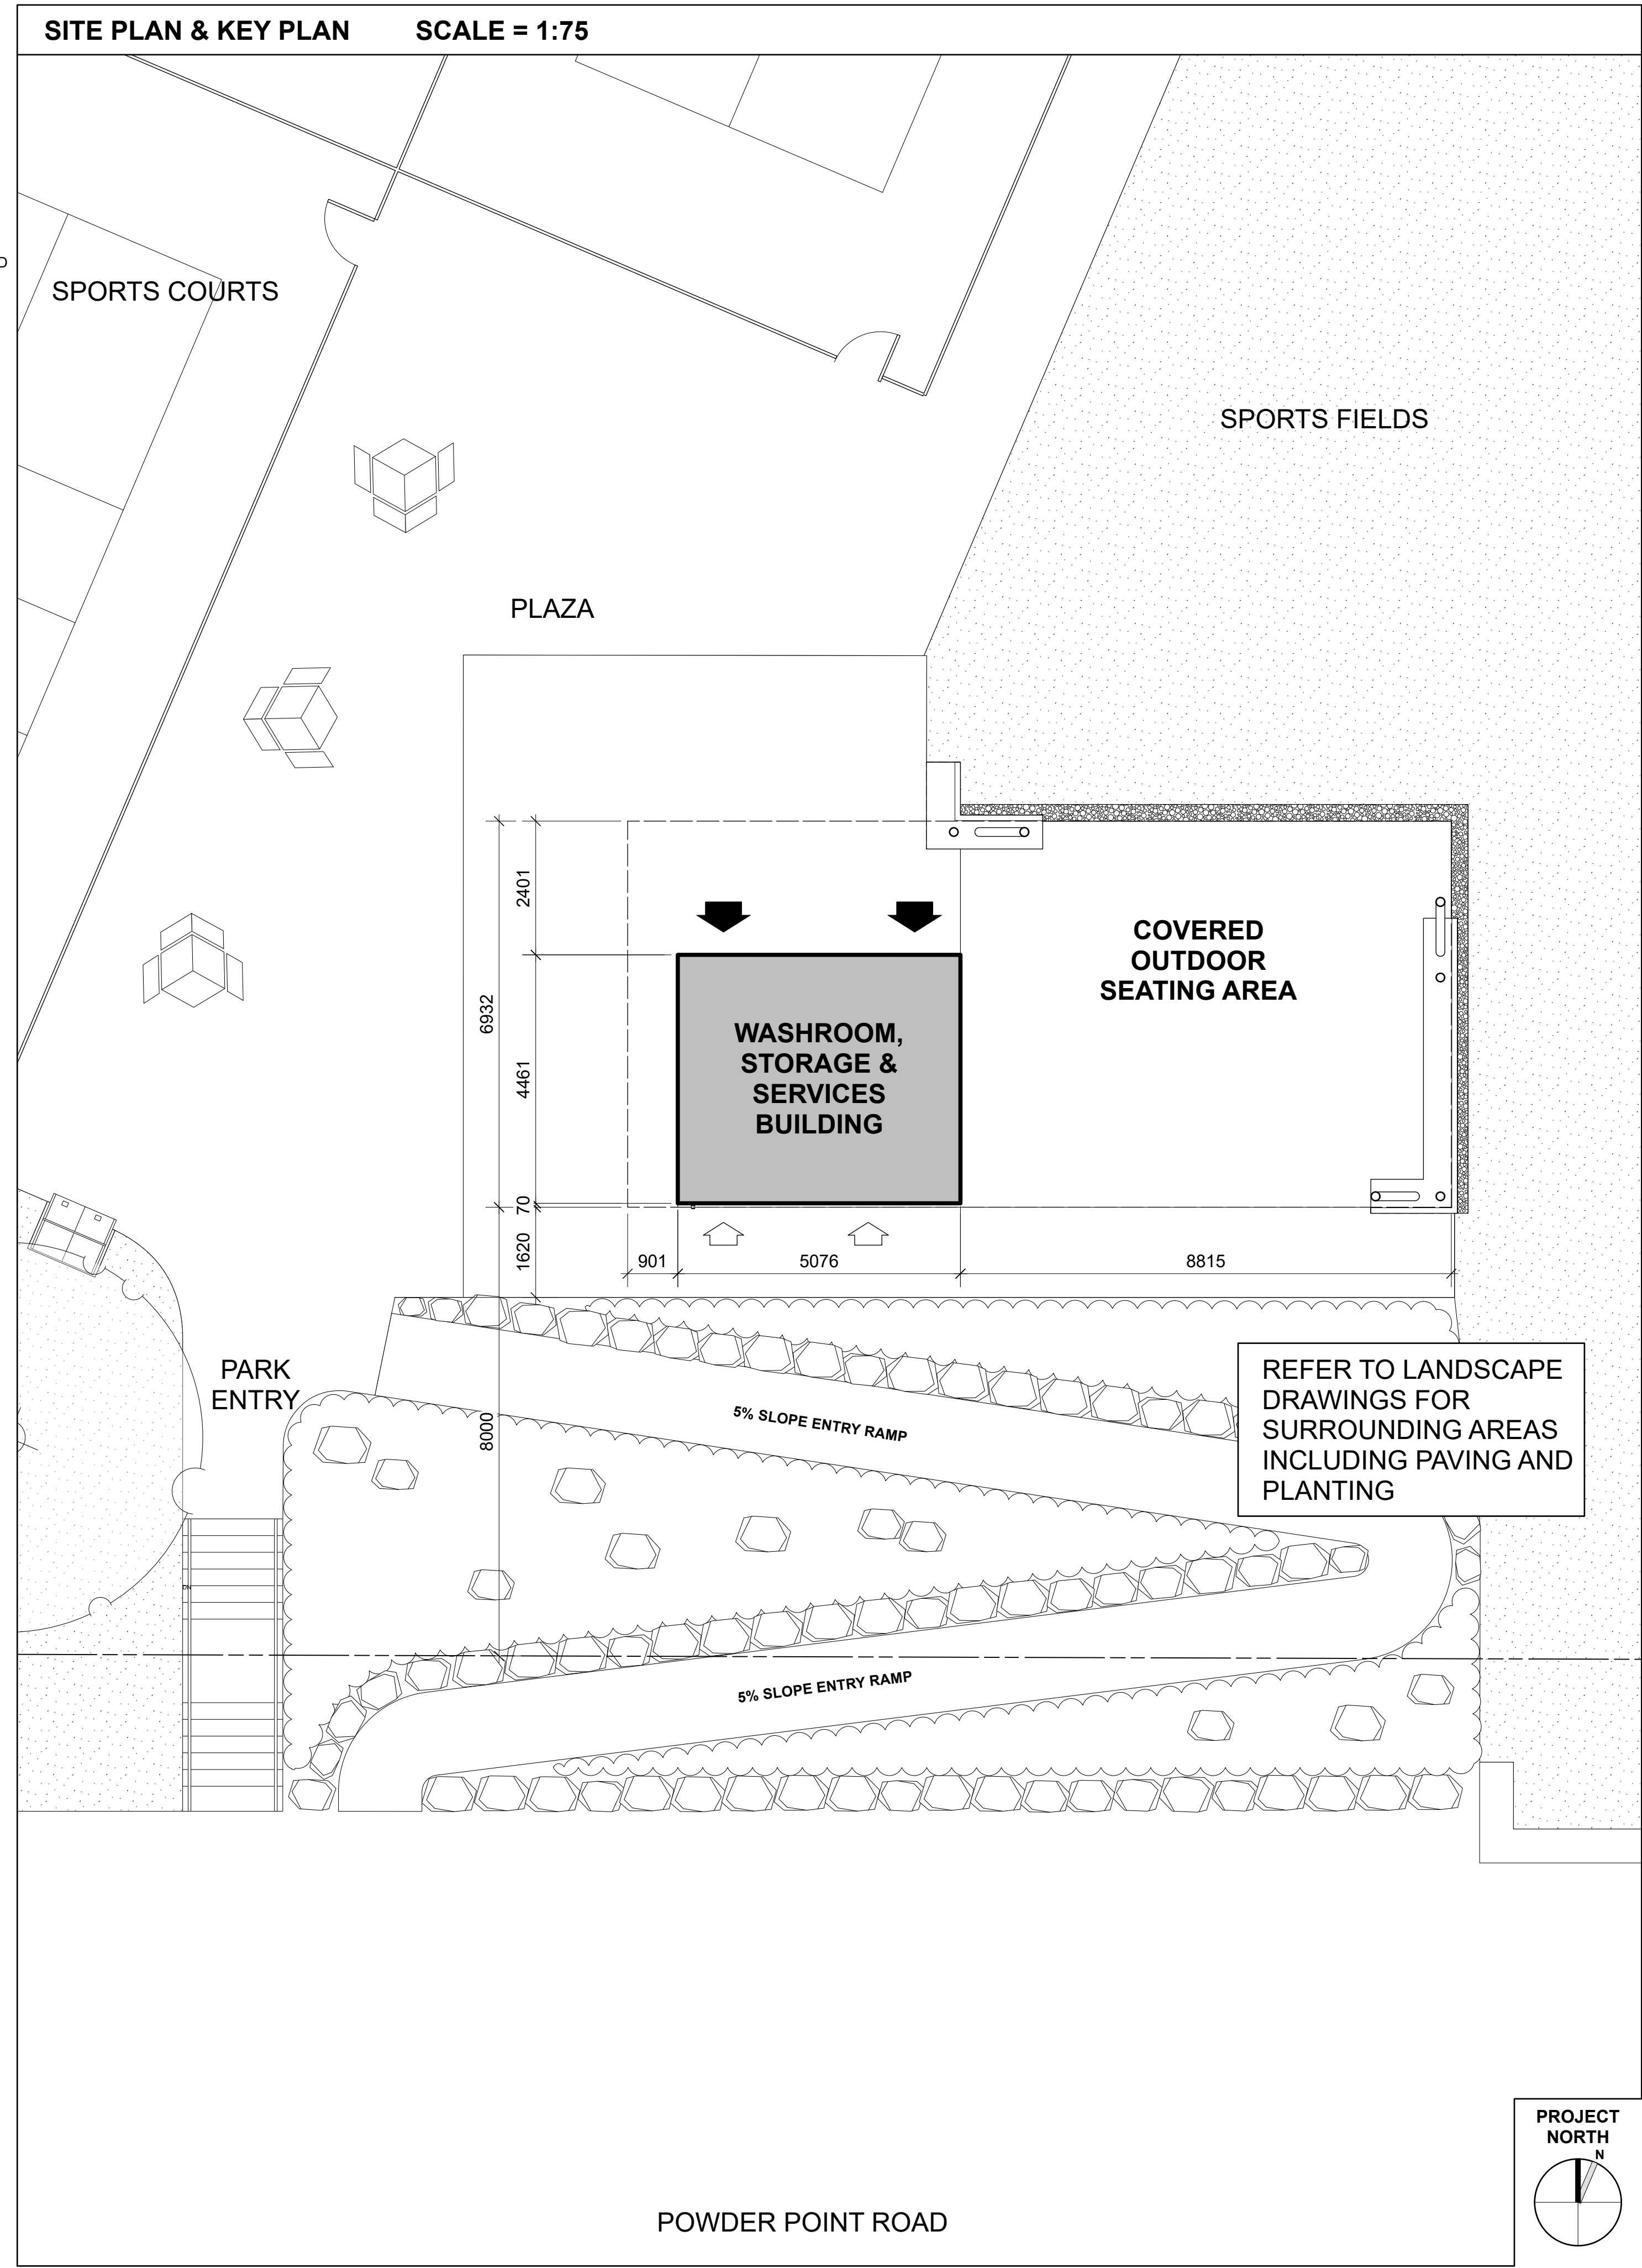 SITE PLAN & KEY PLAN SCALE = 1:75
SPORTS COURTS
SPORTS FIELDS
PLAZA
2401
6932
4461
70
1620
COVERED
OUTDOOR
SEATING AREA
WASHROOM,
STORAGE &
SERVICES
BUILDING
901
5076
8815
PARK
ENTRY
8000
5% SLOPE ENTRY RAMP
REFER TO LANDSCAPE
DRAWINGS FOR
SURROUNDING AREAS
INCLUDING PAVING AND
PLANTING
DN
5% SLOPE ENTRY RAMP
PROJECT
NORTH
N
POWDER POINT ROAD